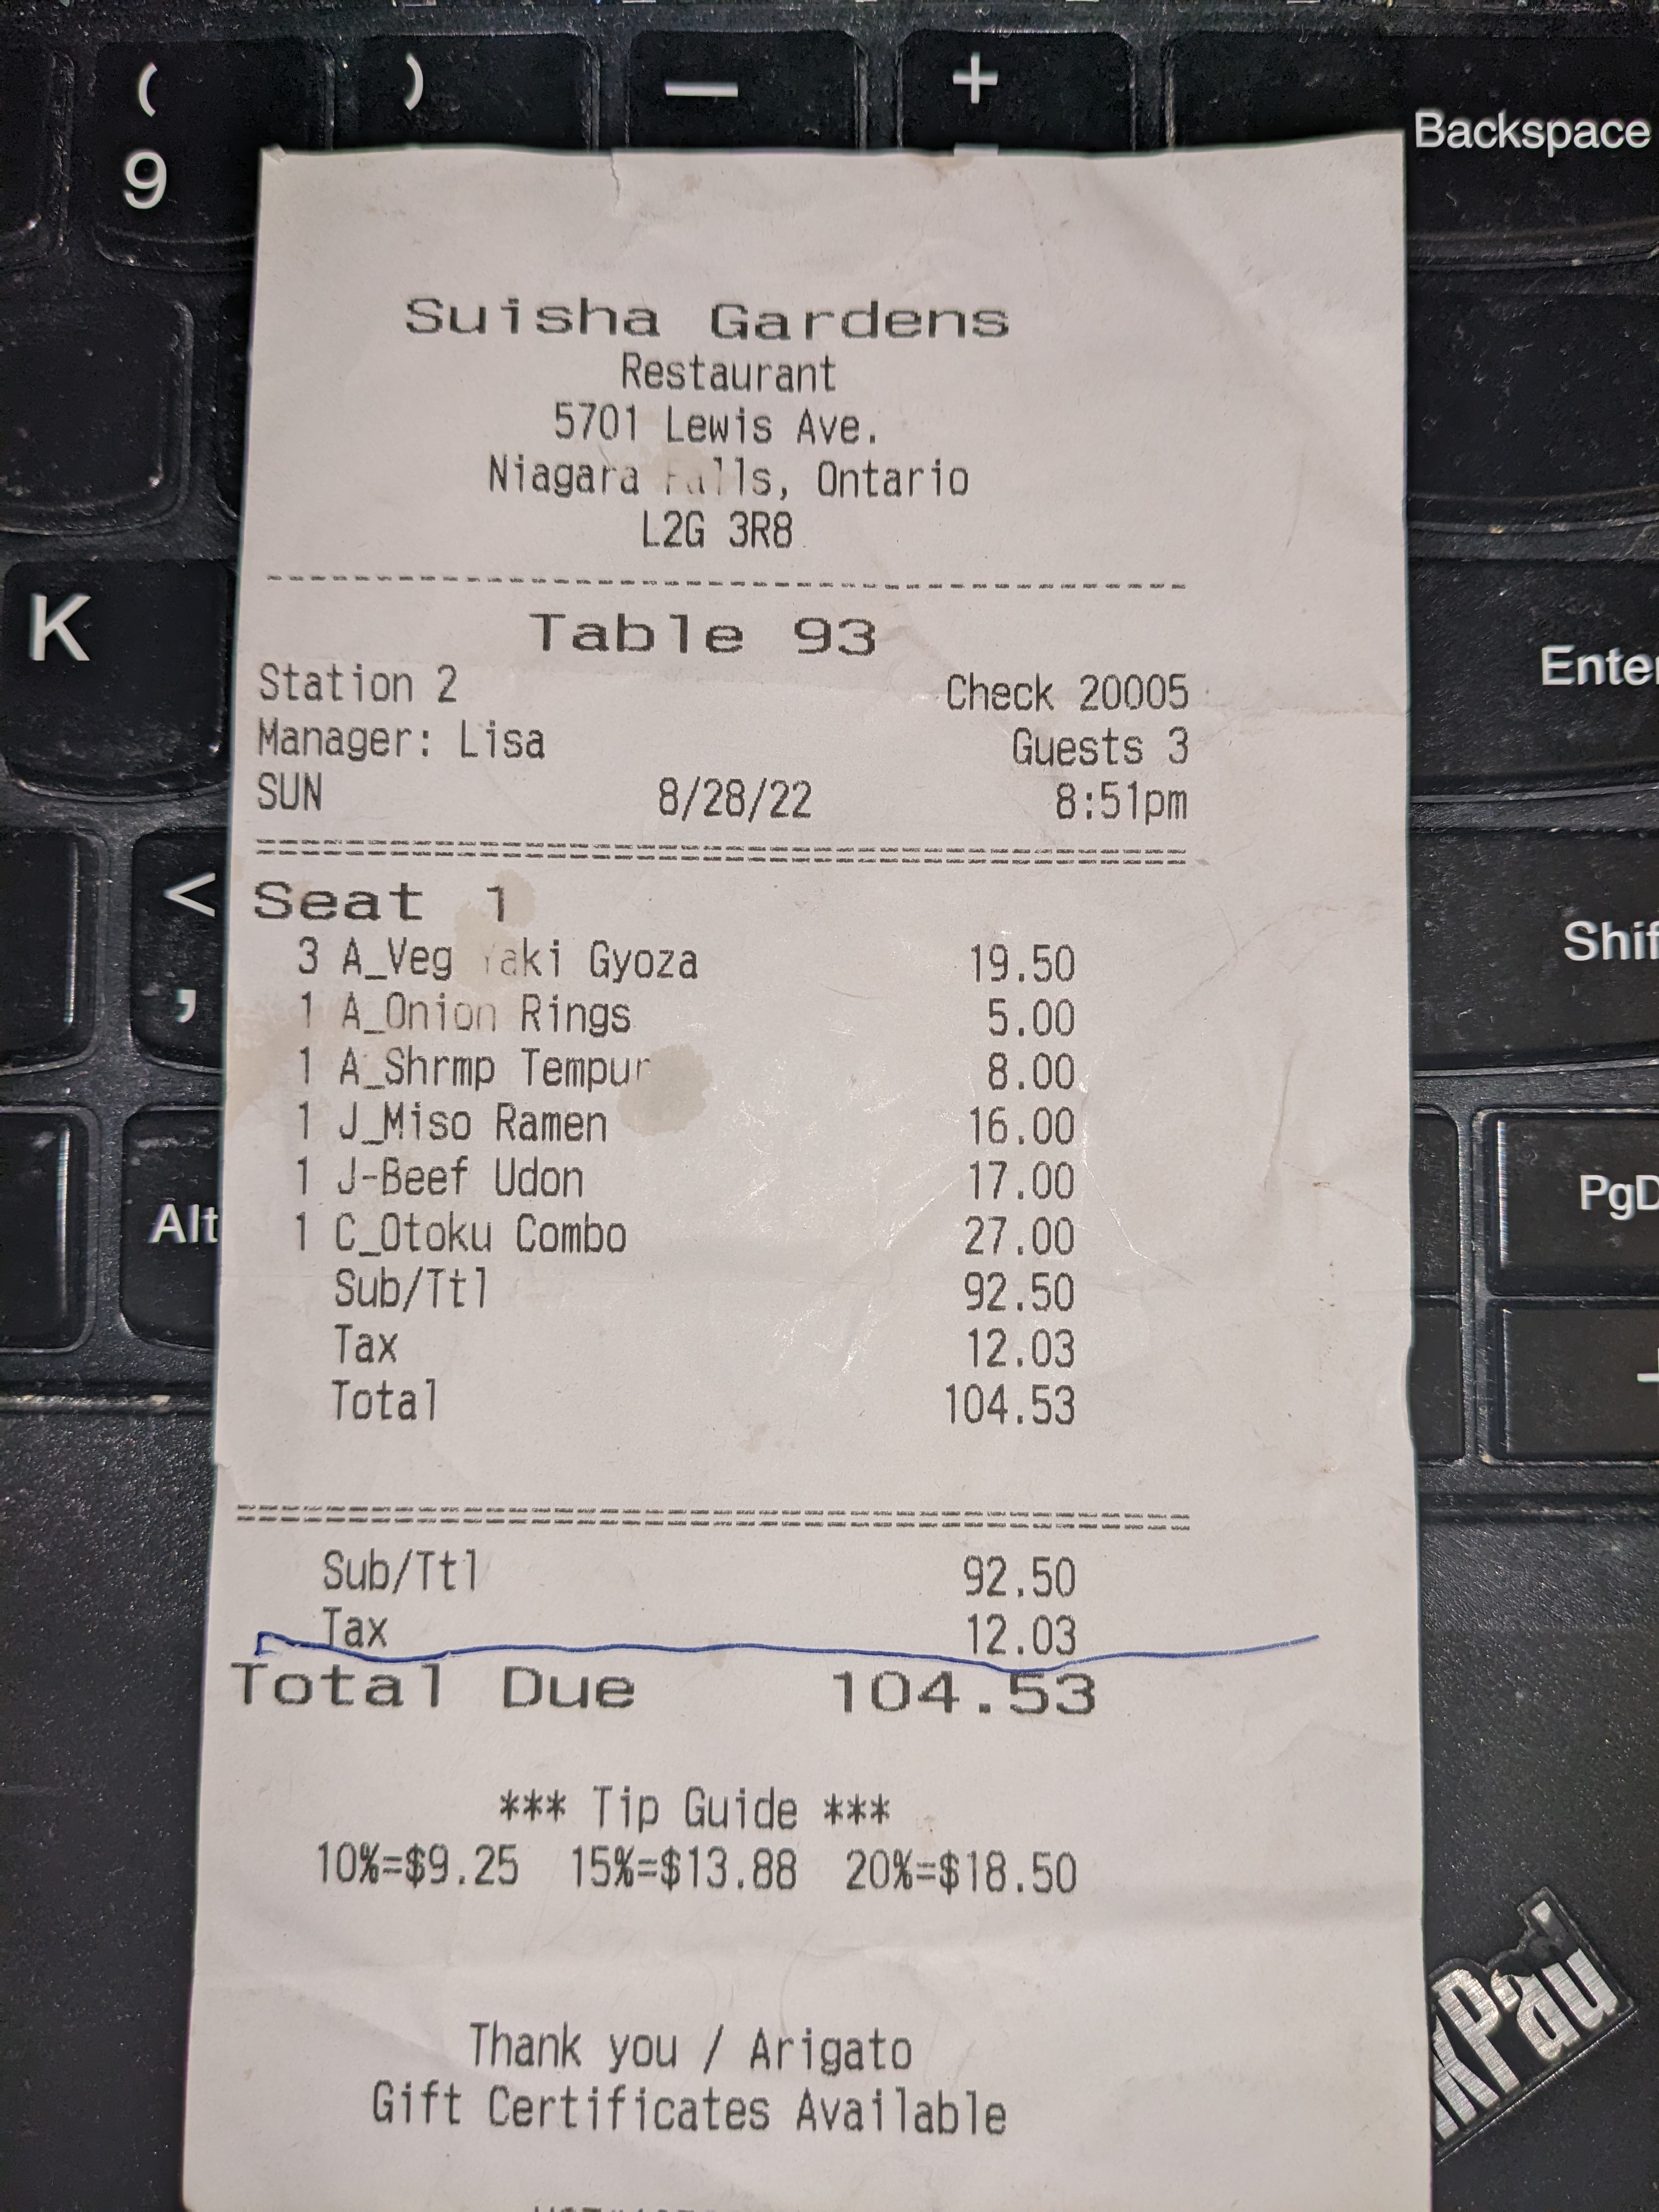 ( ) — +
9 Backspace
Suisha Gardens
Restaurant
5701 Lewis Ave.
Niagara Falls, Ontario
L2G 3R8
K
Table 93
Enter
Station 2 Check 20005
Manager: Lisa Guests 3
SUN 8/28/22 8:51pm
<
,
Seat 1
3 A_Veg Yaki Gyoza 19.50
Shif
1 A_Onion Rings 5.00
1 A_Shrmp Tempur 8.00
1 J_Miso Ramen 16.00
1 J-Beef Udon 17.00
Alt PgD
1 C_Otoku Combo 27.00
Sub/Ttl 92.50
Tax 12.03
Total 104.53
Sub/Ttl 92.50
Tax 12.03
Total Due 104.53
*** Tip Guide ***
10%=$9.25 15%=$13.88 20%=$18.50
Thank you / Arigato
Gift Certificates Available
kPad